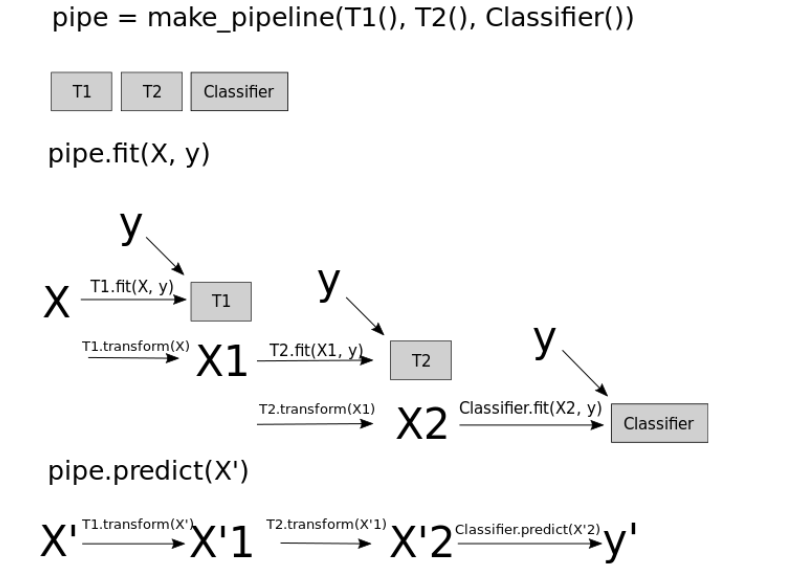 pipe = make_pipeline(T1(), T2(), Classifier())
T1 T2 Classifier
pipe.fit(X, y)
y
X T1.fit(X, y) T1
y
T1.transform(X) X1 T2.fit(X1, y) T2
y
T2.transform(X1) X2 Classifier.fit(X2, y) Classifier
pipe.predict(X')
X' T1.transform(X') X'1 T2.transform(X'1) X'2 Classifier.predict(X'2) y'